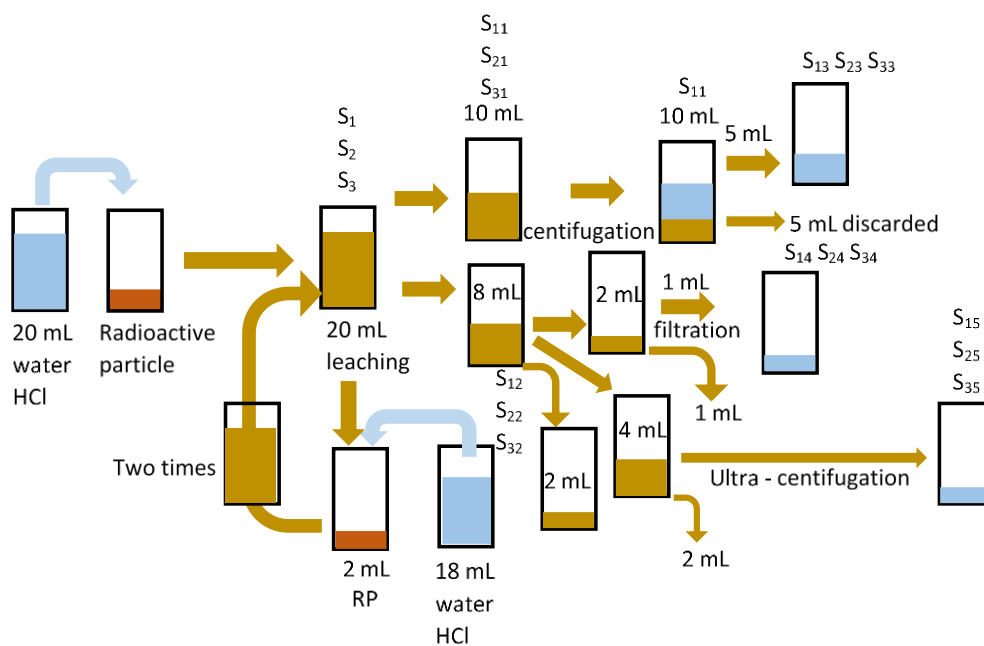 20 mL
water
HCl
Radioactive
particle
S₁
S₂
S₃
20 mL
leaching
Two times
2 mL
RP
18 mL
water
HCl
S₁₁
S₂₁
S₃₁
10 mL
centifugation
S₁₁
10 mL
5 mL
S₁₃ S₂₃ S₃₃
5 mL discarded
8 mL
S₁₂
S₂₂
S₃₂
2 mL
1 mL
filtration
S₁₄ S₂₄ S₃₄
1 mL
2 mL
4 mL
Ultra - centifugation
2 mL
S₁₅
S₂₅
S₃₅